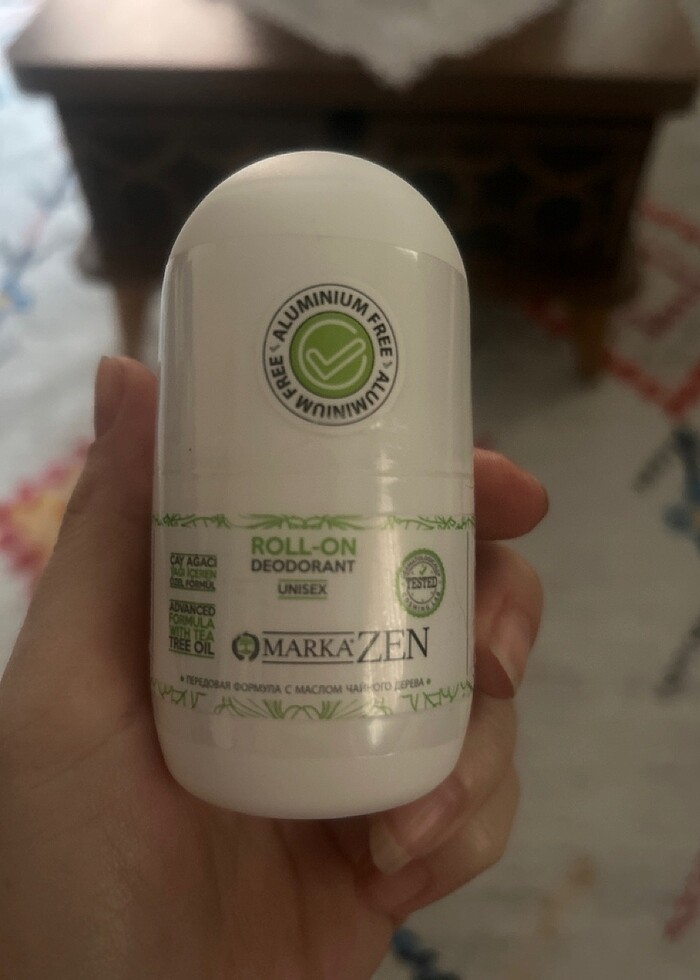 ALUMINIUM FREE
ALUMINIUM FREE
ROLL-ON
DEODORANT
UNISEX
ÇAY AĞACI
YAĞI İÇEREN
ÖZEL FORMÜL
ADVANCED
FORMULA
WITH TEA
TREE OIL
TESTED
MARKA ZEN
ПЕРЕДОВАЯ ФОРМУЛА С МАСЛОМ ЧАЙНОГО ДЕРЕВА